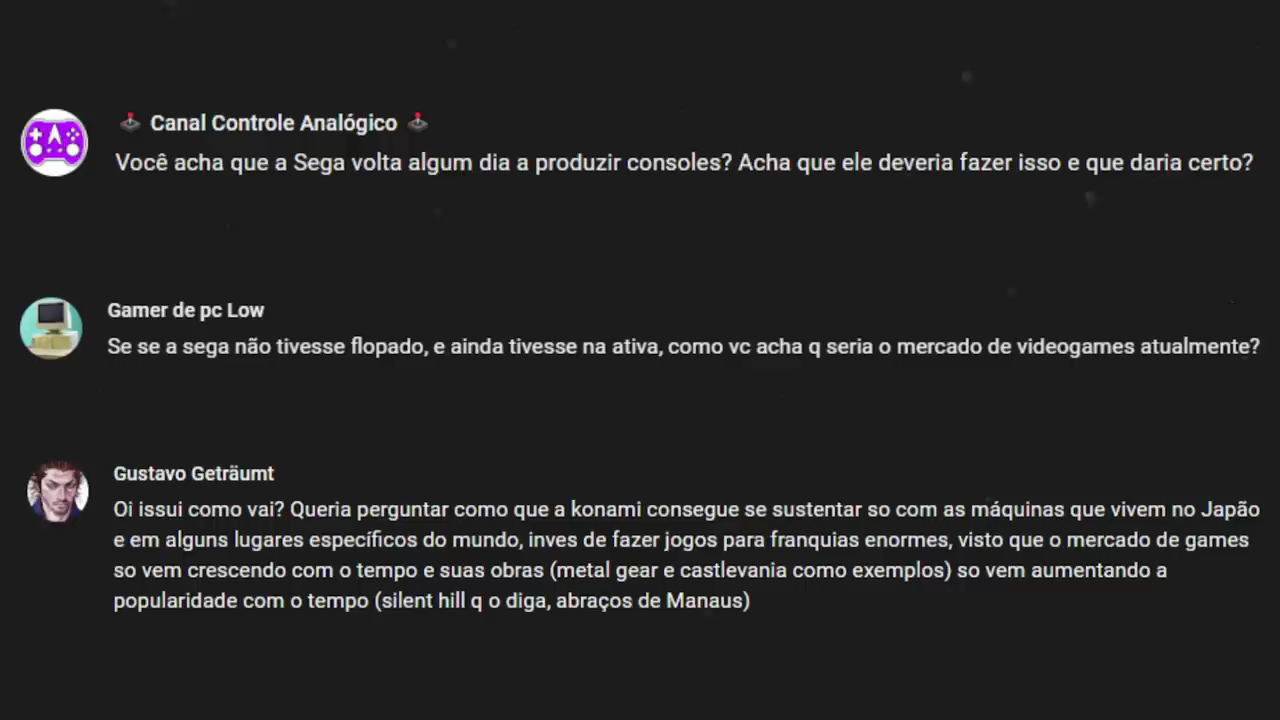 🕹️ Canal Controle Analógico 🕹️
Você acha que a Sega volta algum dia a produzir consoles? Acha que ele deveria fazer isso e que daria certo?
Gamer de pc Low
Se se a sega não tivesse flopado, e ainda tivesse na ativa, como vc acha q seria o mercado de videogames atualmente?
Gustavo Geträumt
Oi issui como vai? Queria perguntar como que a konami consegue se sustentar so com as máquinas que vivem no Japão
e em alguns lugares específicos do mundo, inves de fazer jogos para franquias enormes, visto que o mercado de games
so vem crescendo com o tempo e suas obras (metal gear e castlevania como exemplos) so vem aumentando a
popularidade com o tempo (silent hill q o diga, abraços de Manaus)